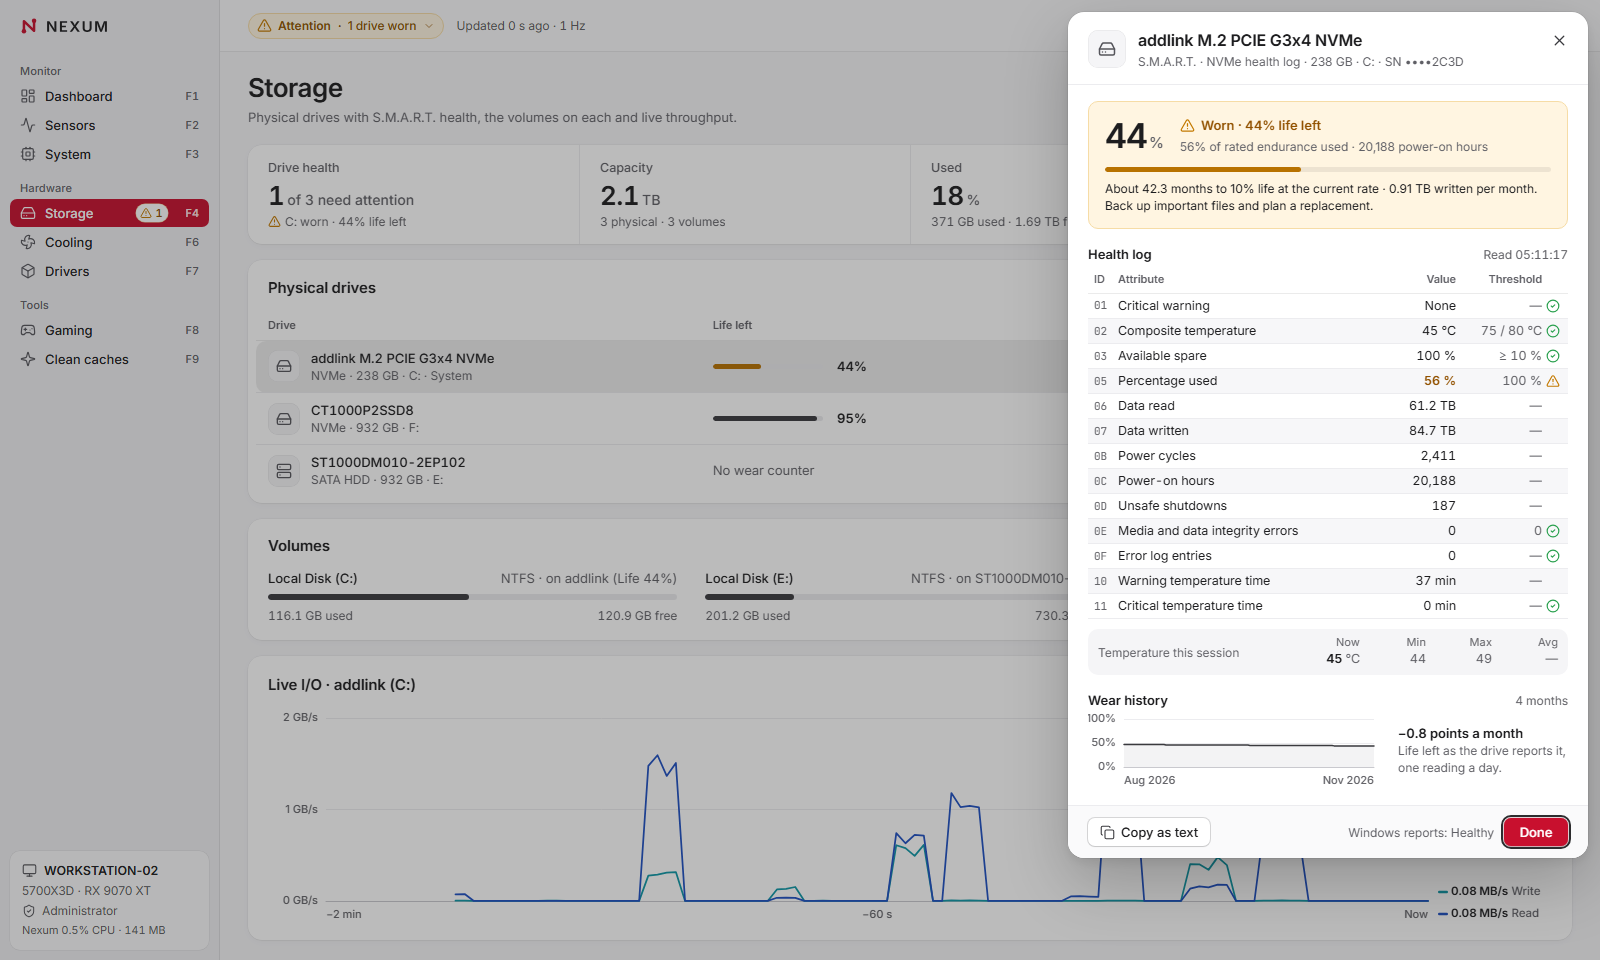 NEXUM
Monitor
Dashboard F1
Sensors F2
System F3
Hardware
Storage 1 F4
Cooling F6
Drivers F7
Tools
Gaming F8
Clean caches F9
WORKSTATION-02
5700X3D · RX 9070 XT
Administrator
Nexum 0.5% CPU · 141 MB
Attention · 1 drive worn
Updated 0 s ago · 1 Hz
Storage
Physical drives with S.M.A.R.T. health, the volumes on each and live throughput.
Drive health
1 of 3 need attention
C: worn · 44% life left
Capacity
2.1 TB
3 physical · 3 volumes
Used
18 %
371 GB used · 1.69 TB f
Physical drives
Drive Life left
addlink M.2 PCIE G3x4 NVMe
NVMe · 238 GB · C: · System
44%
CT1000P2SSD8
NVMe · 932 GB · F:
95%
ST1000DM010-2EP102
SATA HDD · 932 GB · E:
No wear counter
Volumes
Local Disk (C:) NTFS · on addlink (Life 44%)
116.1 GB used 120.9 GB free
Local Disk (E:) NTFS · on ST1000DM010-
201.2 GB used 730.3
Live I/O · addlink (C:)
2 GB/s
1 GB/s
0 GB/s
−2 min −60 s Now
0.08 MB/s Write
0.08 MB/s Read
addlink M.2 PCIE G3x4 NVMe
S.M.A.R.T. · NVMe health log · 238 GB · C: · SN ••••2C3D
44 %
Worn · 44% life left
56% of rated endurance used · 20,188 power-on hours
About 42.3 months to 10% life at the current rate · 0.91 TB written per month.
Back up important files and plan a replacement.
Health log Read 05:11:17
ID Attribute Value Threshold
01 Critical warning None —
02 Composite temperature 45 °C 75 / 80 °C
03 Available spare 100 % ≥ 10 %
05 Percentage used 56 % 100 %
06 Data read 61.2 TB —
07 Data written 84.7 TB —
0B Power cycles 2,411 —
0C Power-on hours 20,188 —
0D Unsafe shutdowns 187 —
0E Media and data integrity errors 0 0
0F Error log entries 0 —
10 Warning temperature time 37 min —
11 Critical temperature time 0 min —
Now Min Max Avg
Temperature this session 45 °C 44 49 —
Wear history 4 months
100%
50%
0%
Aug 2026 Nov 2026
−0.8 points a month
Life left as the drive reports it,
one reading a day.
Copy as text
Windows reports: Healthy
Done